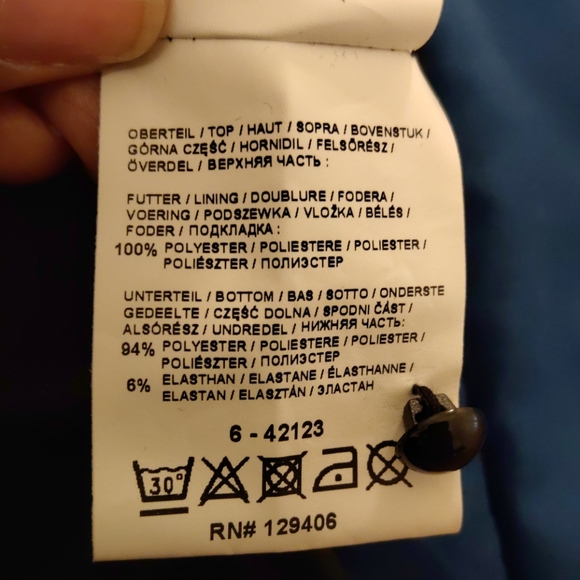 OBERTEIL / TOP / HAUT / SOPRA / BOVENSTUK /
GÓRNA CZĘŚĆ / HORNIDIL / FELSŐRÉSZ /
ÖVERDEL / ВЕРХНЯЯ ЧАСТЬ :
FUTTER / LINING / DOUBLURE / FODERA /
VOERING / PODSZEWKA / VLOŽKA / BÉLÉS /
FODER / ПОДКЛАДКА :
100% POLYESTER / POLIESTERE / POLIESTER /
POLIÉSZTER / ПОЛИЭСТЕР
UNTERTEIL / BOTTOM / BAS / SOTTO / ONDERSTE
GEDEELTE / CZĘŚĆ DOLNA / SPODNI ČÁST /
ALSÓRÉSZ / UNDREDEL / НИЖНЯЯ ЧАСТЬ:
94% POLYESTER / POLIESTERE / POLIESTER /
POLIÉSZTER / ПОЛИЭСТЕР
6% ELASTHAN / ELASTANE / ÉLASTHANNE /
ELASTAN / ELASZTÁN / ЭЛАСТАН
6 - 42123
30°
RN# 129406